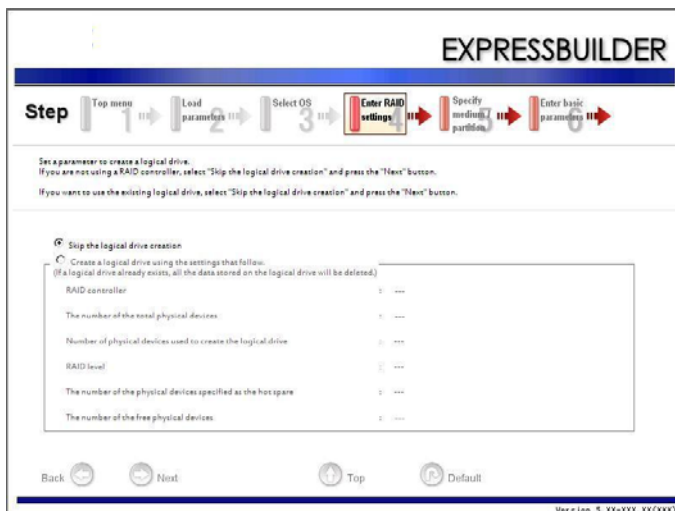 EXPRESSBUILDER
Step
Top menu
1
Load
parameters
2
Select OS
3
Enter RAID
settings
4
Specify
medium /
partition
5
Enter basic
parameters
6
Set a parameter to create a logical drive.
If you are not using a RAID controller, select "Skip the logical drive creation" and press the "Next" button.
If you want to use the existing logical drive, select "Skip the logical drive creation" and press the "Next" button.
Skip the logical drive creation
Create a logical drive using the settings that follow.
(If a logical drive already exists, all the data stored on the logical drive will be deleted.)
RAID controller : ---
The number of the total physical devices : ---
Number of physical devices used to create the logical drive : ---
RAID level : ---
The number of the physical devices specified as the hot spare : ---
The number of the free physical devices : ---
Back Next Top Default
Version 5.XX-XXX.XX(XXX)